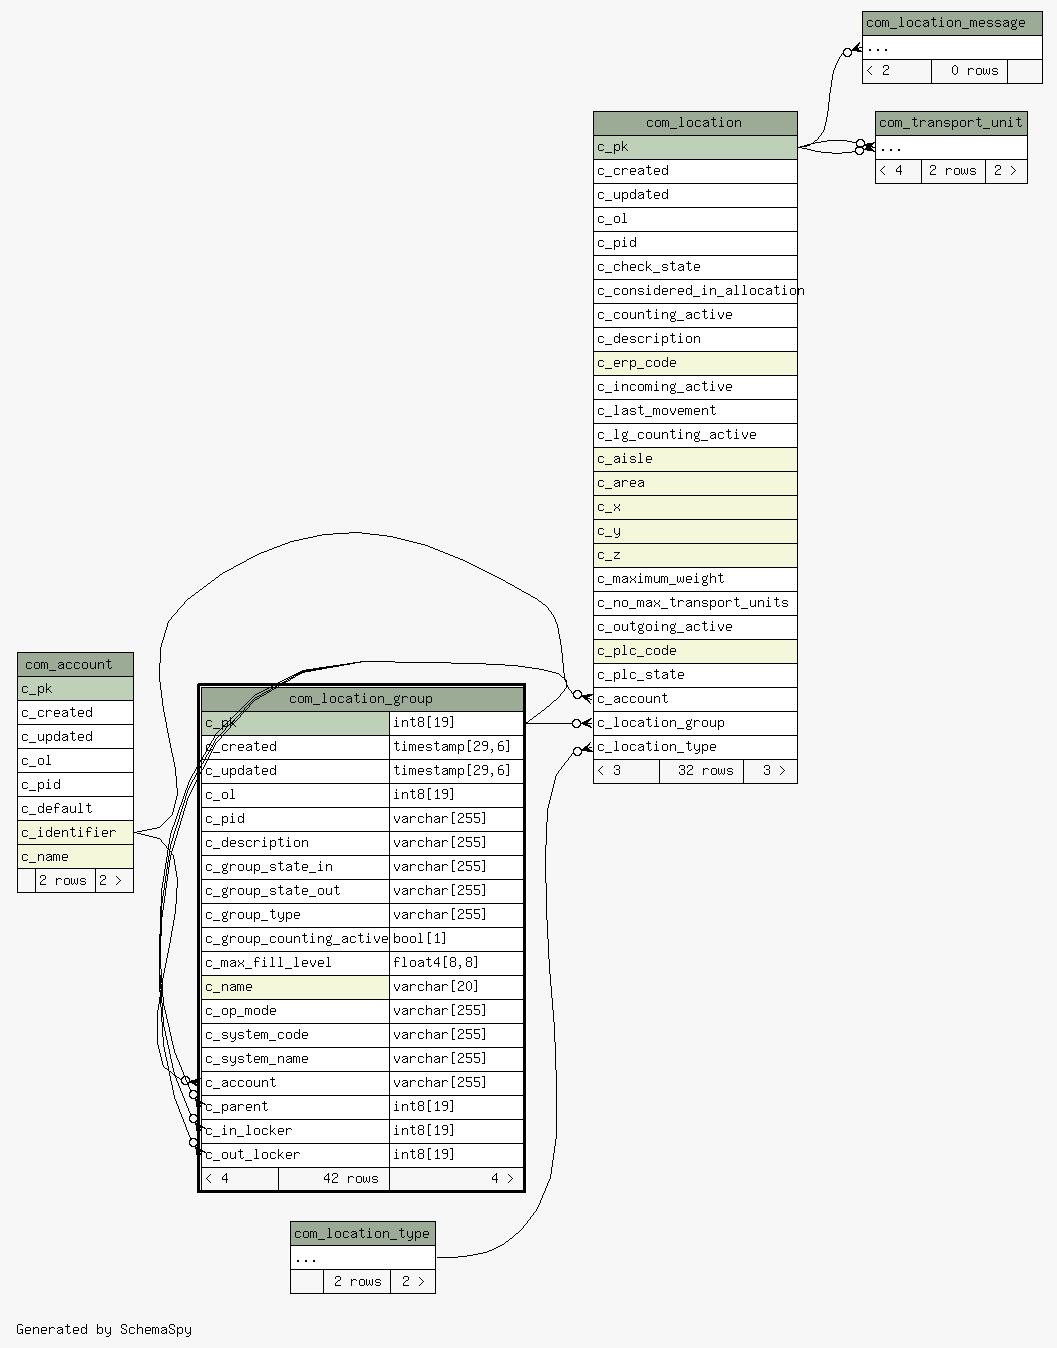 com_location_message
...
< 2 0 rows
com_location
c_pk
c_created
c_updated
c_ol
c_pid
c_check_state
c_considered_in_allocation
c_counting_active
c_description
c_erp_code
c_incoming_active
c_last_movement
c_lg_counting_active
c_aisle
c_area
c_x
c_y
c_z
c_maximum_weight
c_no_max_transport_units
c_outgoing_active
c_plc_code
c_plc_state
c_account
c_location_group
c_location_type
< 3 32 rows 3 >
com_transport_unit
...
< 4 2 rows 2 >
com_account
c_pk
c_created
c_updated
c_ol
c_pid
c_default
c_identifier
c_name
2 rows 2 >
com_location_group
c_pk int8[19]
c_created timestamp[29,6]
c_updated timestamp[29,6]
c_ol int8[19]
c_pid varchar[255]
c_description varchar[255]
c_group_state_in varchar[255]
c_group_state_out varchar[255]
c_group_type varchar[255]
c_group_counting_active bool[1]
c_max_fill_level float4[8,8]
c_name varchar[20]
c_op_mode varchar[255]
c_system_code varchar[255]
c_system_name varchar[255]
c_account varchar[255]
c_parent int8[19]
c_in_locker int8[19]
c_out_locker int8[19]
< 4 42 rows 4 >
com_location_type
...
2 rows 2 >
Generated by SchemaSpy